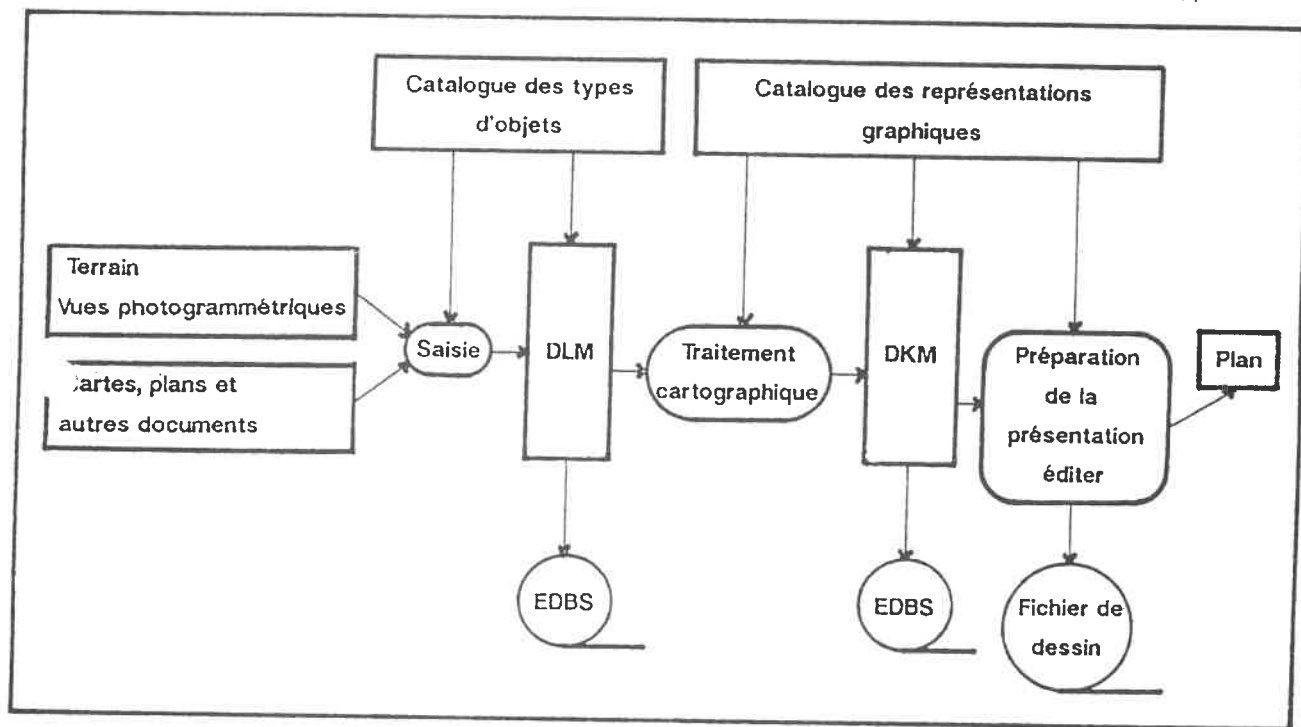 Catalogue des types
d'objets
Catalogue des représentations
graphiques
Terrain
Vues photogrammétriques
Cartes, plans et
autres documents
Saisie
DLM
Traitement
cartographique
DKM
Préparation
de la
présentation
éditer
Plan
EDBS
EDBS
Fichier de
dessin